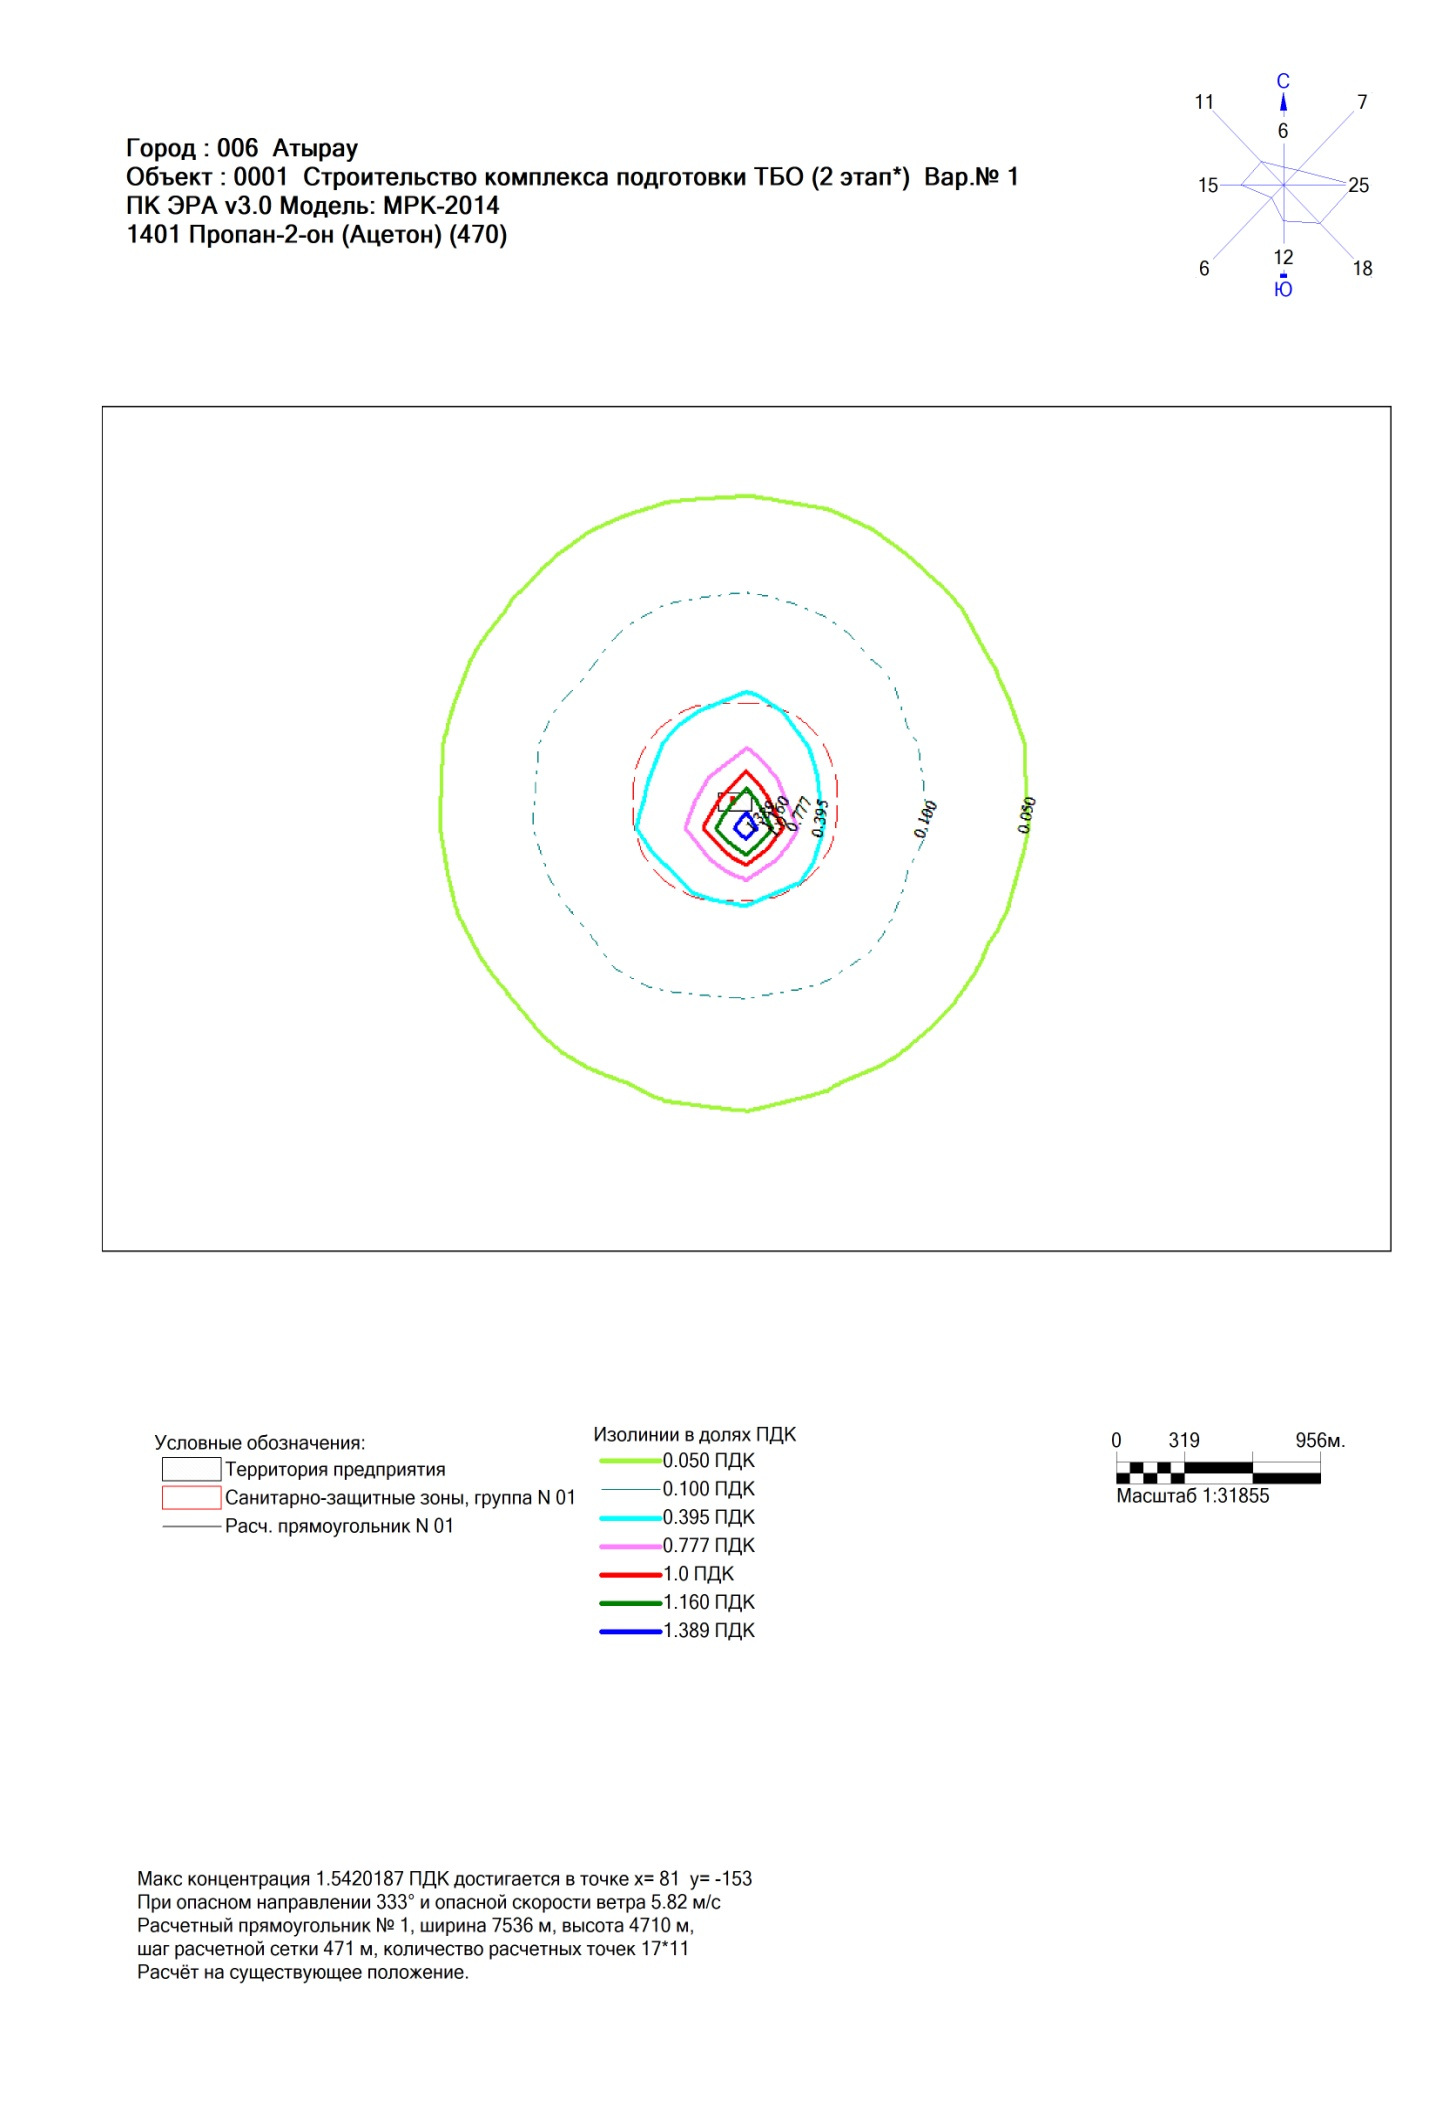 Город : 006 Атырау
Объект : 0001 Строительство комплекса подготовки ТБО (2 этап*) Вар.№ 1
ПК ЭРА v3.0 Модель: МРК-2014
1401 Пропан-2-он (Ацетон) (470)
С
11
7
6
15
25
6
12
18
Ю
0.777
0.395
0.100
0.050
Условные обозначения:
Территория предприятия
Санитарно-защитные зоны, группа N 01
Расч. прямоугольник N 01
Изолинии в долях ПДК
0.050 ПДК
0.100 ПДК
0.395 ПДК
0.777 ПДК
1.0 ПДК
1.160 ПДК
1.389 ПДК
0 319 956м.
Масштаб 1:31855
Макс концентрация 1.5420187 ПДК достигается в точке x= 81 y= -153
При опасном направлении 333° и опасной скорости ветра 5.82 м/с
Расчетный прямоугольник № 1, ширина 7536 м, высота 4710 м,
шаг расчетной сетки 471 м, количество расчетных точек 17*11
Расчёт на существующее положение.